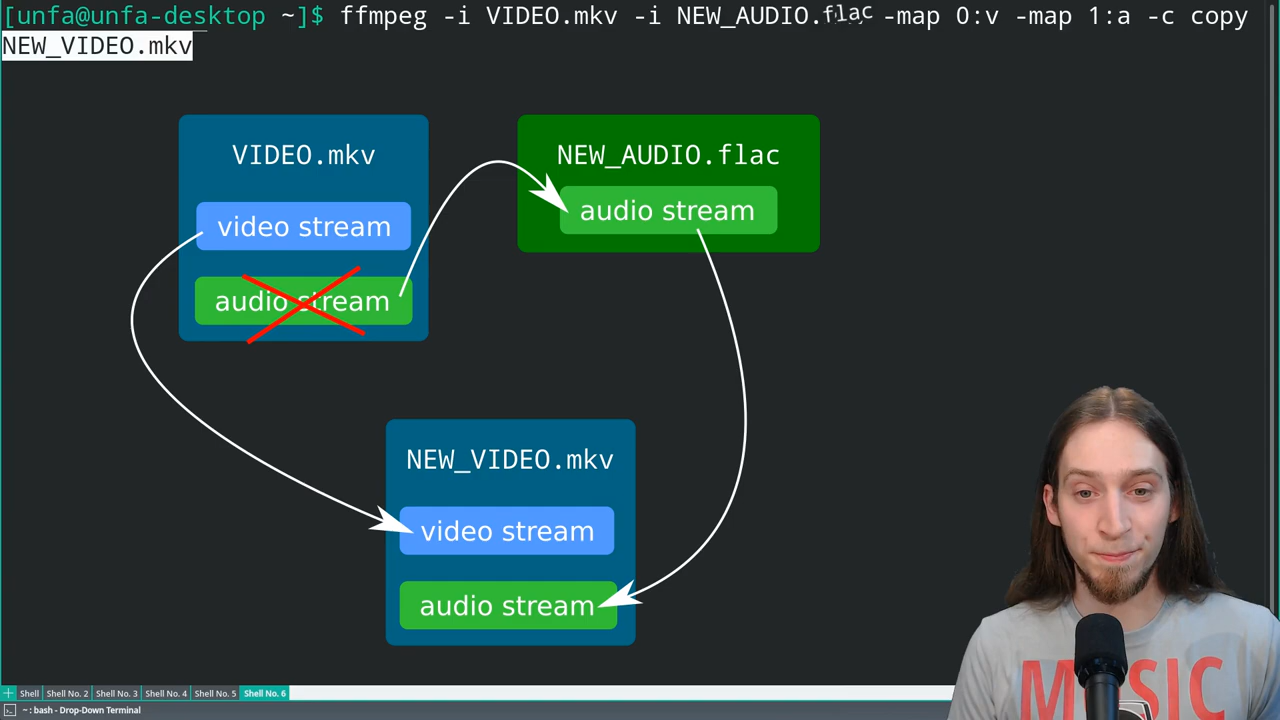 [unfa@unfa-desktop ~]$ ffmpeg -i VIDEO.mkv -i NEW_AUDIO.flac -map 0:v -map 1:a -c copy
NEW_VIDEO.mkv
VIDEO.mkv
NEW_AUDIO.flac
video stream
audio stream
audio stream
NEW_VIDEO.mkv
video stream
audio stream
MUSIC
Shell
Shell No. 2
Shell No. 3
Shell No. 4
Shell No. 5
Shell No. 6
~ : bash - Drop-Down Terminal